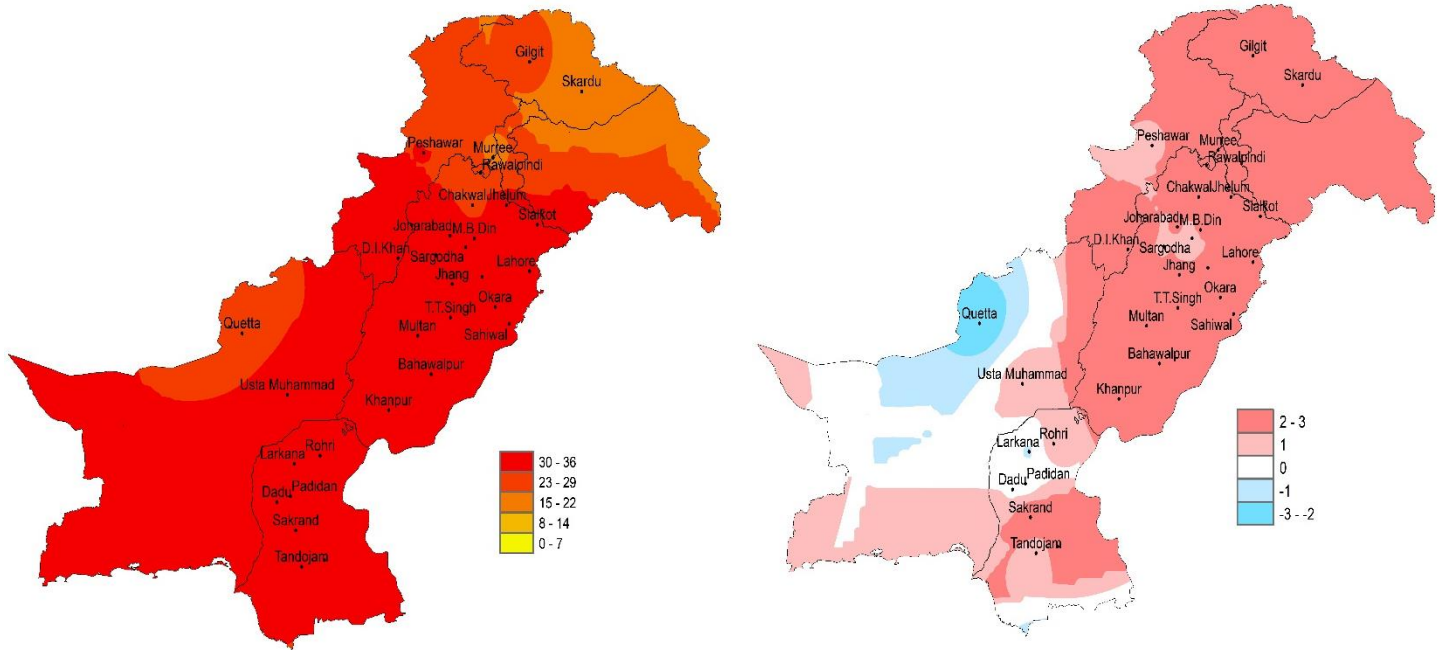 Gilgit
Skardu
Peshawar
Murree
Rawalpindi
Chakwal
Jhelum
Sialkot
Joharabad
M.B.Din
D.I.Khan
Sargodha
Lahore
Jhang
Okara
T.T.Singh
Quetta
Multan
Sahiwal
Bahawalpur
Usta Muhammad
Khanpur
Rohri
Larkana
Dadu
Padidan
Sakrand
Tandojam
30 - 36
23 - 29
15 - 22
8 - 14
0 - 7
Gilgit
Skardu
Peshawar
Murree
Rawalpindi
Chakwal
Jhelum
Sialkot
Joharabad
M.B.Din
D.I.Khan
Sargodha
Lahore
Jhang
Okara
T.T.Singh
Quetta
Multan
Sahiwal
Bahawalpur
Usta Muhammad
Khanpur
Rohri
Larkana
Dadu
Padidan
Sakrand
Tandojam
2 - 3
1
0
-1
-3 - -2